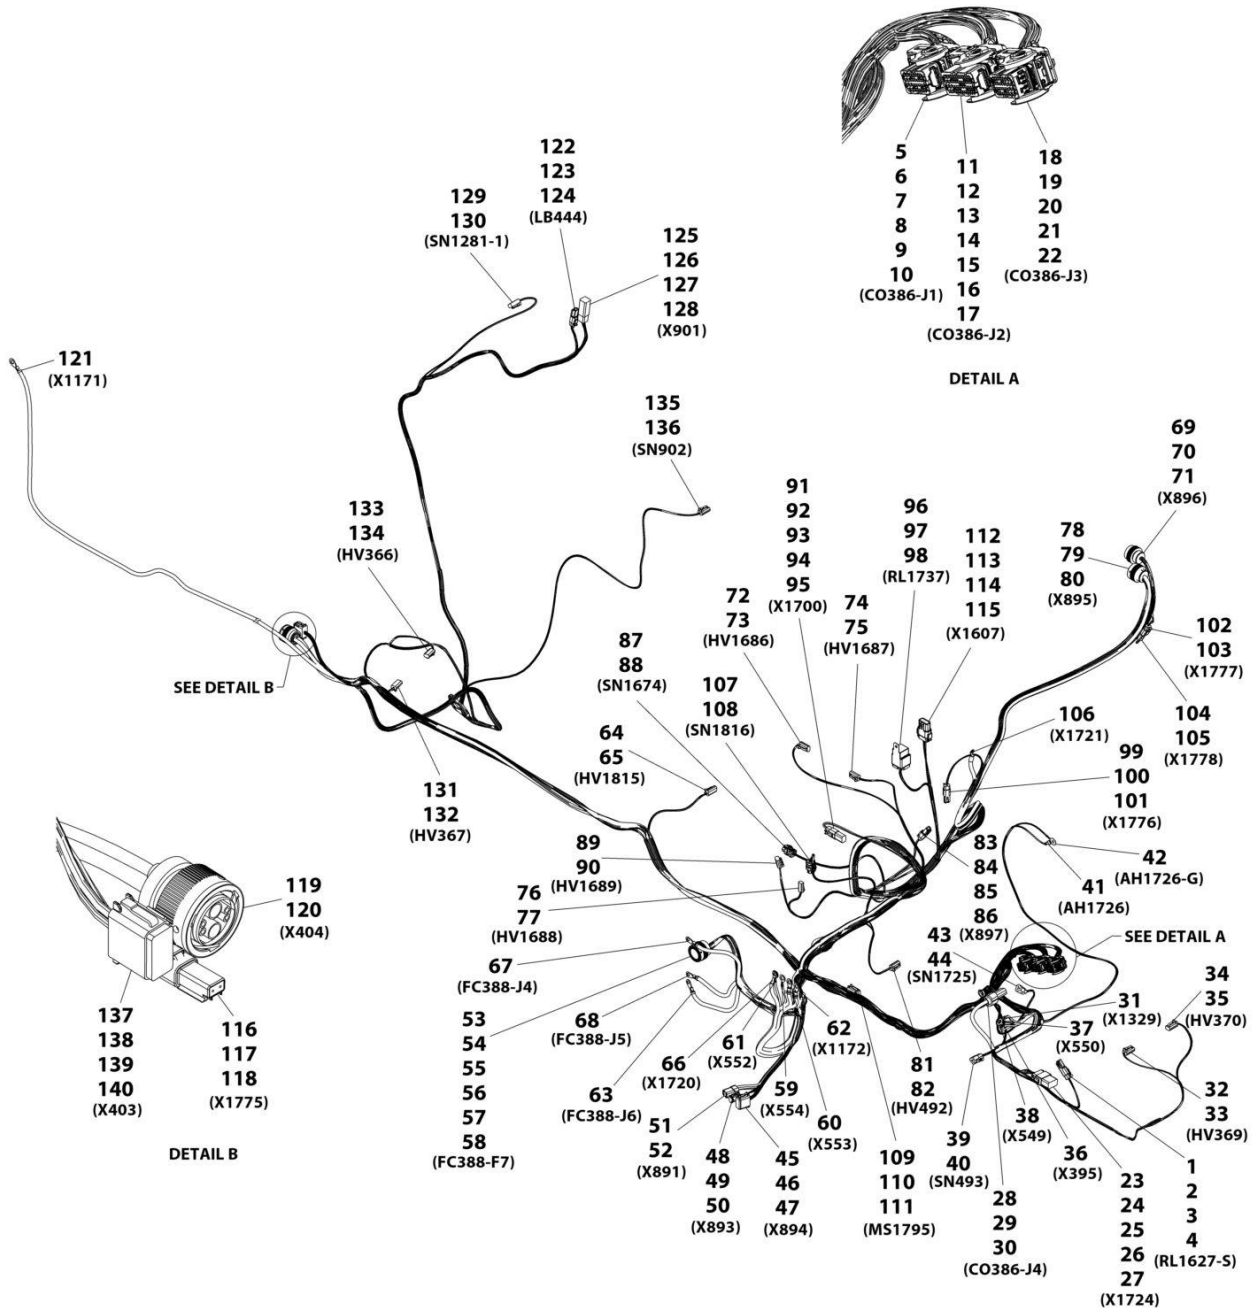 5
6
7
8
9
10
(CO386-J1)
11
12
13
14
15
16
17
(CO386-J2)
18
19
20
21
22
(CO386-J3)
DETAIL A
122
123
124
(LB444)
129
130
(SN1281-1)
125
126
127
128
(X901)
121
(X1171)
135
136
(SN902)
133
134
(HV366)
SEE DETAIL B
131
132
(HV367)
69
70
71
(X896)
78
79
80
(X895)
91
92
93
94
95
(X1700)
96
97
98
(RL1737)
112
113
114
115
(X1607)
72
73
(HV1686)
74
75
(HV1687)
87
88
(SN1674)
107
108
(SN1816)
102
103
(X1777)
104
105
(X1778)
106
(X1721)
99
100
101
(X1776)
64
65
(HV1815)
89
90
(HV1689)
76
77
(HV1688)
83
84
85
86
(X897)
42
(AH1726-G)
41
(AH1726)
43
44
(SN1725)
SEE DETAIL A
67
(FC388-J4)
68
(FC388-J5)
53
54
55
56
57
58
(FC388-F7)
66
(X1720)
61
(X552)
62
(X1172)
63
(FC388-J6)
59
(X554)
60
(X553)
81
82
(HV492)
31
(X1329)
37
(X550)
34
35
(HV370)
32
33
(HV369)
38
(X549)
36
(X395)
39
40
(SN493)
51
52
(X891)
48
49
50
(X893)
45
46
47
(X894)
109
110
111
(MS1795)
28
29
30
(CO386-J4)
23
24
25
26
27
(X1724)
1
2
3
4
(RL1627-S)
119
120
(X404)
137
138
139
140
(X403)
116
117
118
(X1775)
DETAIL B